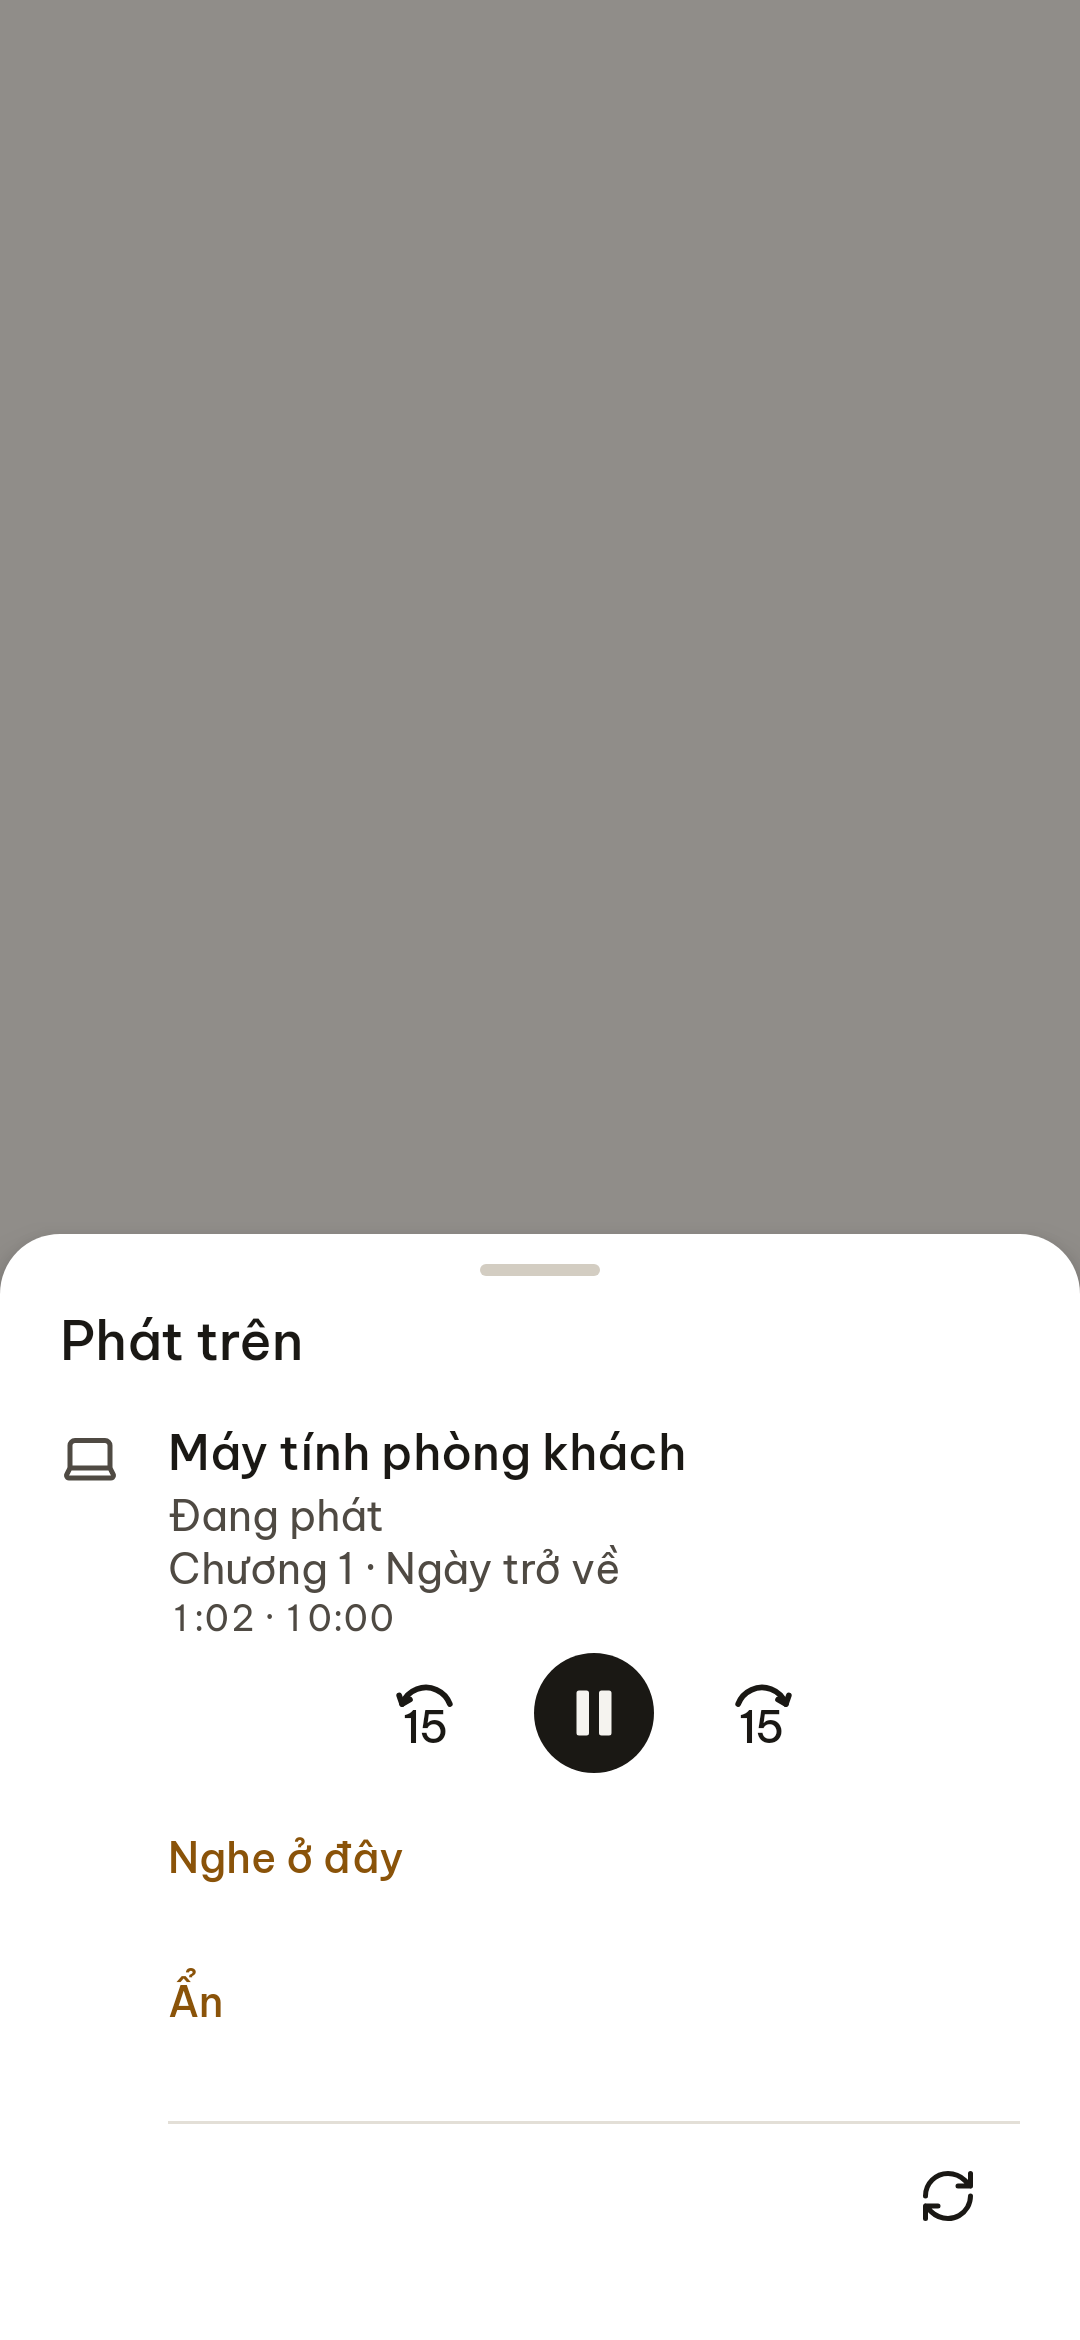 Phát trên
Máy tính phòng khách
Đang phát
Chương 1 · Ngày trở về
1:02 · 10:00
15
15
Nghe ở đây
Ẩn